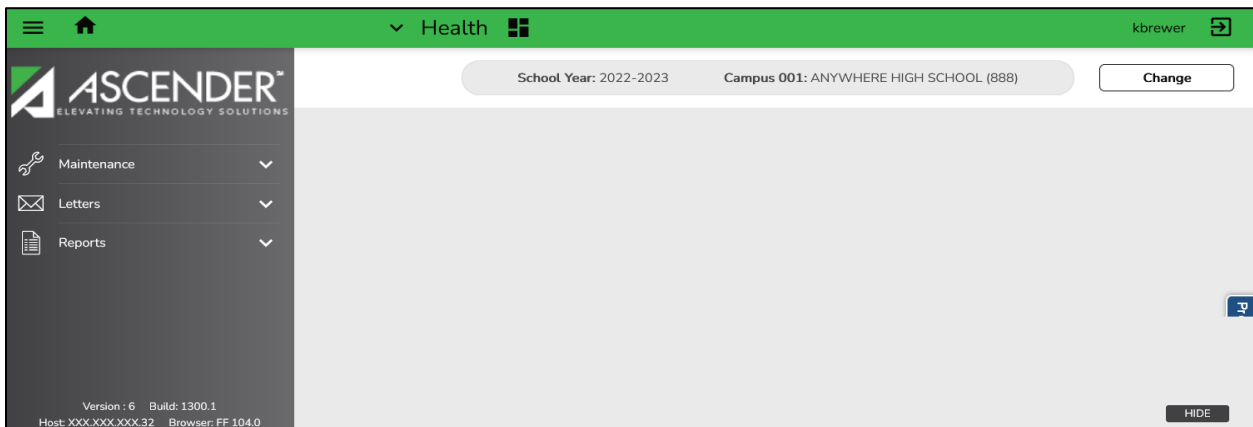 Health
kbrewer
ASCENDER™
ELEVATING TECHNOLOGY SOLUTIONS
School Year: 2022-2023 Campus 001: ANYWHERE HIGH SCHOOL (888)
Change
Maintenance
Letters
Reports
Version : 6 Build: 1300.1
Host: XXX.XXX.XXX.32 Browser: FF 104.0
HIDE